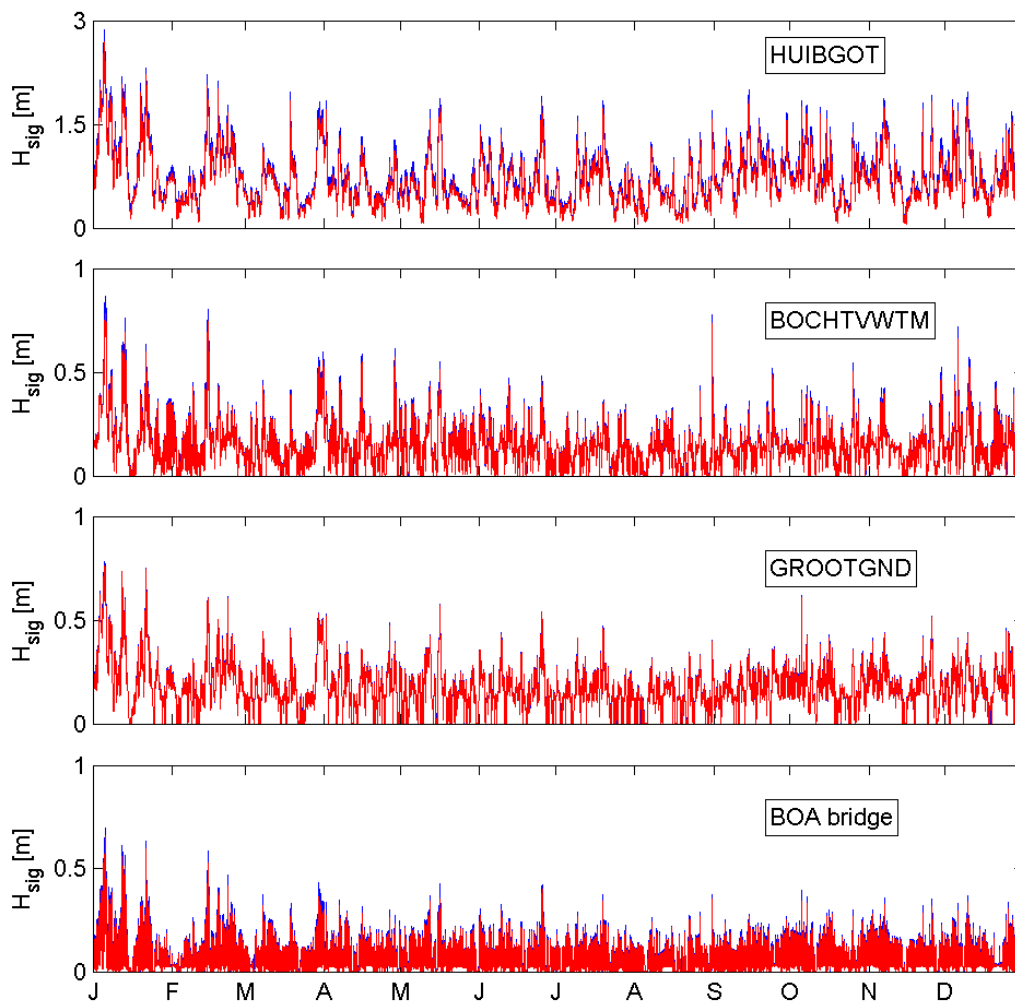 3
HUIBGOT
H_sig [m]
1.5
0
1
BOCHTVWTM
H_sig [m]
0.5
0
1
GROOTGND
H_sig [m]
0.5
0
1
BOA bridge
H_sig [m]
0.5
0
J F M A M J J A S O N D